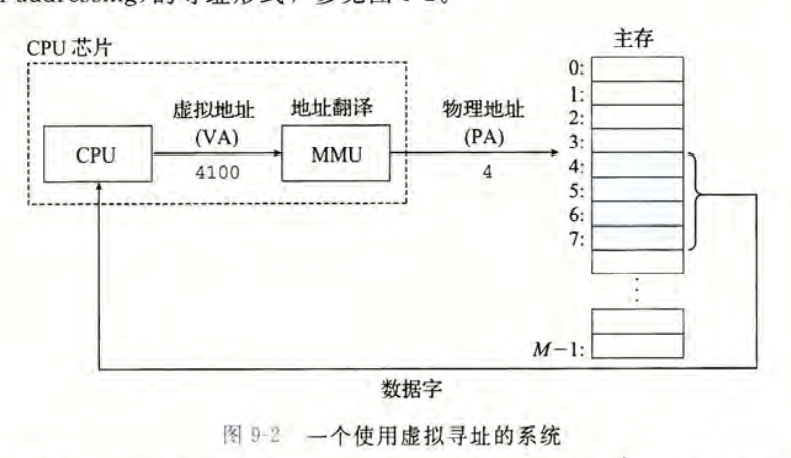 addressing)的寻址形式，参见图 9-2。
CPU 芯片
主存
虚拟地址
(VA)
地址翻译
物理地址
(PA)
CPU
4100
MMU
4
0:
1:
2:
3:
4:
5:
6:
7:
⋮
M-1:
数据字
图 9-2 一个使用虚拟寻址的系统